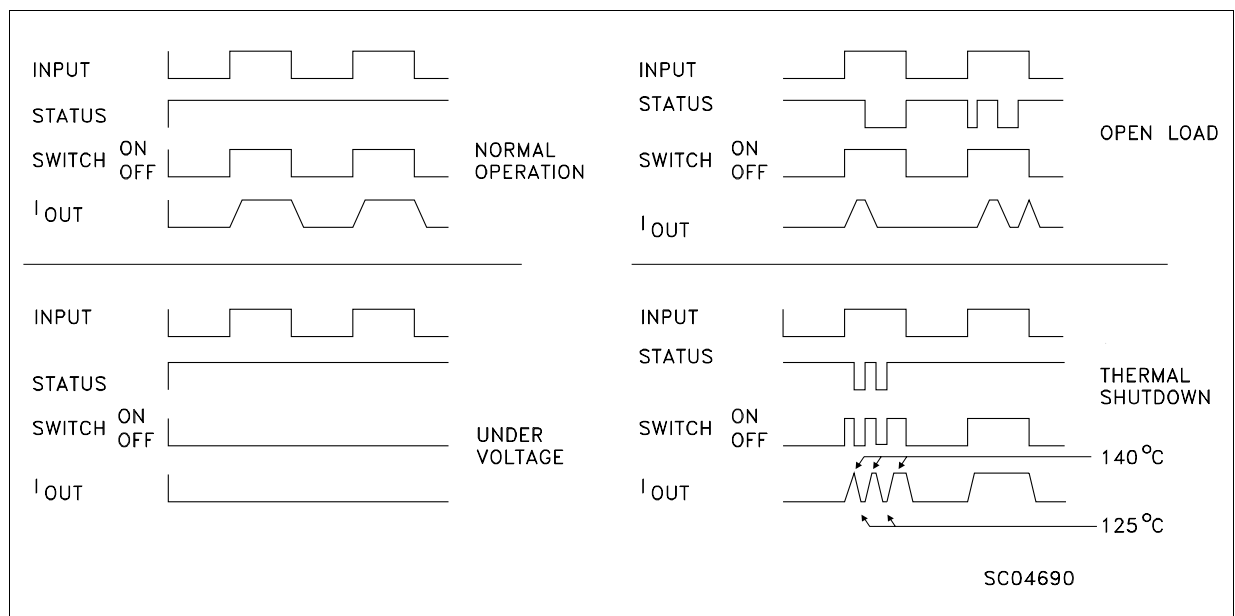 INPUT
STATUS
SWITCH ON
OFF
I OUT
NORMAL
OPERATION
INPUT
STATUS
SWITCH ON
OFF
I OUT
OPEN LOAD
INPUT
STATUS
SWITCH ON
OFF
I OUT
UNDER
VOLTAGE
INPUT
STATUS
SWITCH ON
OFF
I OUT
THERMAL
SHUTDOWN
140°C
125°C
SC04690